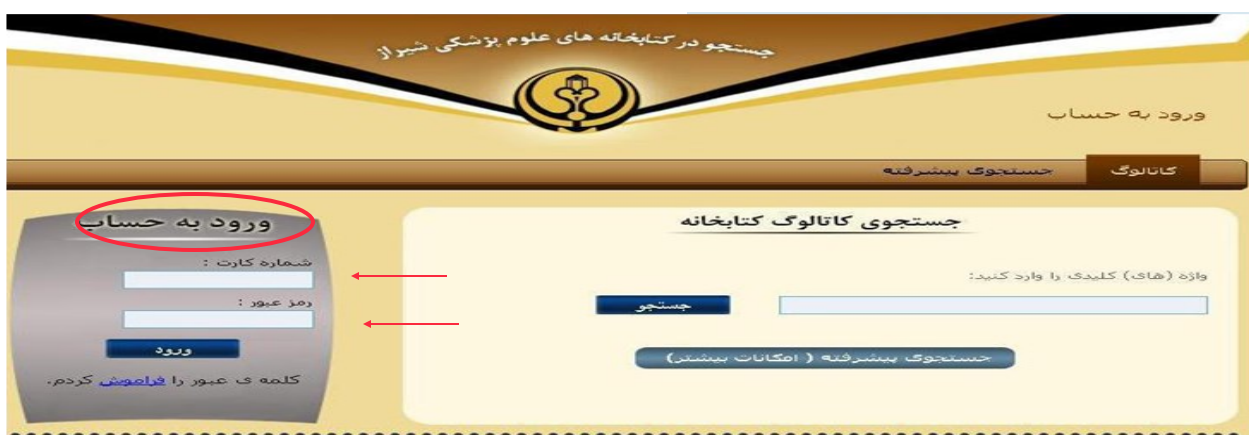 جستجو در کتابخانه های علوم پزشکی شیراز
ورود به حساب
کاتالوگ
جستجوی پیشرفته
جستجوی کاتالوگ کتابخانه
واژه (های) کلیدی را وارد کنید:
جستجو
جستجوی پیشرفته ( امکانات بیشتر)
ورود به حساب
شماره کارت :
رمز عبور :
ورود
کلمه ی عبور را فراموش کردم.